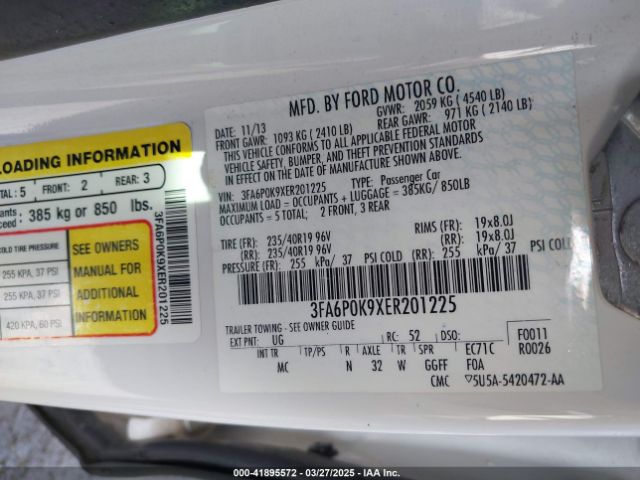 LOADING INFORMATION
TOTAL: 5 FRONT: 2 REAR: 3
385 kg or 850 lbs.
COLD TIRE PRESSURE
255 KPA, 37 PSI
255 KPA, 37 PSI
420 KPA, 60 PSI
SEE OWNERS
MANUAL FOR
ADDITIONAL
INFORMATION
3FA6P0K9XER201225
MFD. BY FORD MOTOR CO.
DATE: 11/13 GVWR: 2059 KG ( 4540 LB)
FRONT GAWR: 1093 KG ( 2410 LB) REAR GAWR: 971 KG ( 2140 LB)
THIS VEHICLE CONFORMS TO ALL APPLICABLE FEDERAL MOTOR
VEHICLE SAFETY, BUMPER, AND THEFT PREVENTION STANDARDS
IN EFFECT ON THE DATE OF MANUFACTURE SHOWN ABOVE.
VIN: 3FA6P0K9XER201225 TYPE: Passenger Car
MAXIMUM LOAD = OCCUPANTS + LUGGAGE = 385KG/ 850LB
OCCUPANTS = 5 TOTAL; 2 FRONT, 3 REAR
TIRE (FR): 235/40R19 96V RIMS (FR): 19x8.0J
(RR): 235/40R19 96V (RR): 19x8.0J
PRESSURE (FR): 255 kPa/ 37 PSI COLD (RR): 255 kPa/ 37 PSI COLD
3FA6P0K9XER201225
TRAILER TOWING - SEE OWNER GUIDE
EXT PNT: UG RC: 52 DSO: F0011
INT TR TP/PS R AXLE TR SPR EC71C R0026
MC N 32 W GGFF F0A
CMC ▽5U5A-5420472-AA
000-41895572 | 03/27/2025 | IAA Inc.